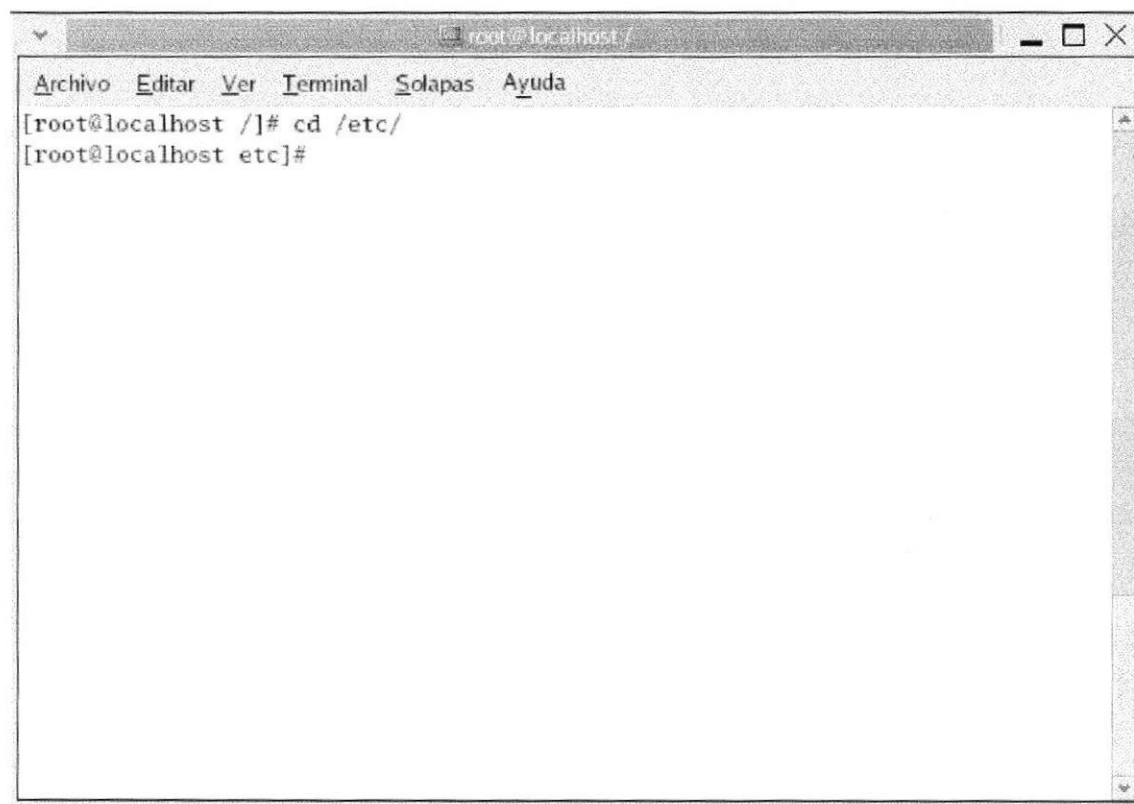 root@localhost:/
Archivo Editar Ver Terminal Solapas Ayuda
[root@localhost /]# cd /etc/
[root@localhost etc]#